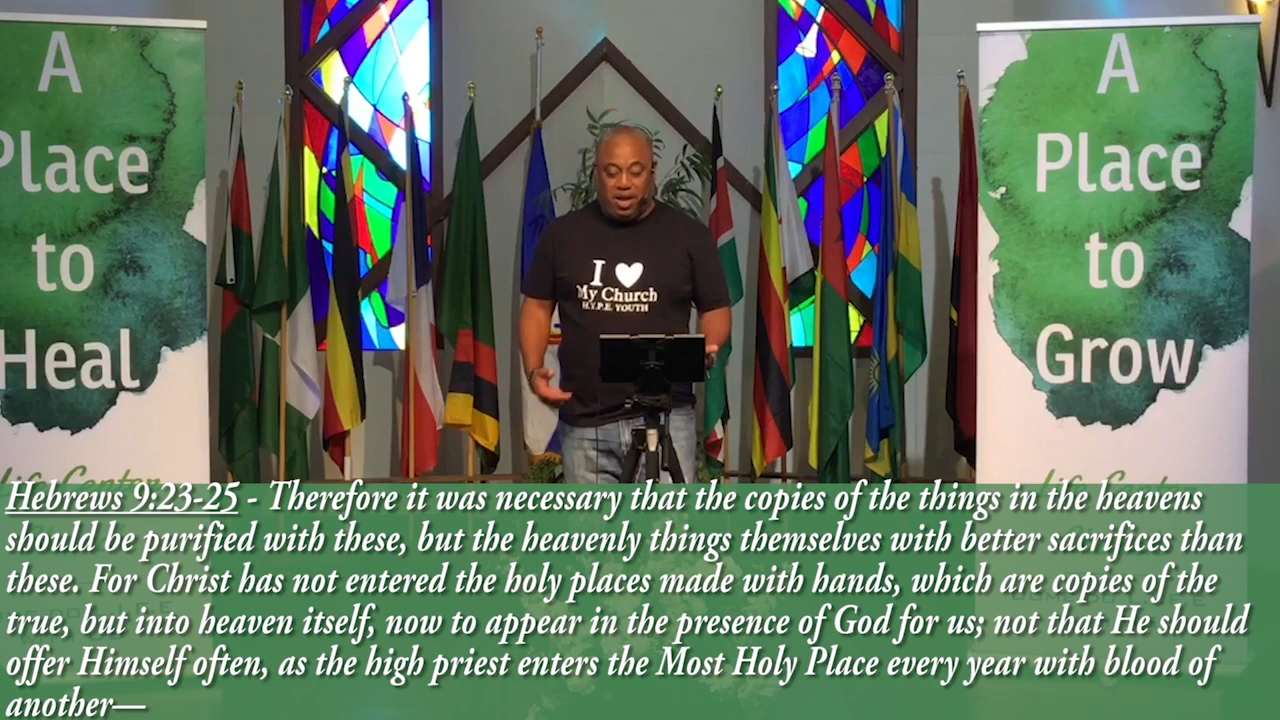 A
Place
to
Heal
A
Place
to
Grow
I
My Church
H.Y.P.E. YOUTH
Life Center
Life Center
Hebrews 9:23-25 - Therefore it was necessary that the copies of the things in the heavens
should be purified with these, but the heavenly things themselves with better sacrifices than
these. For Christ has not entered the holy places made with hands, which are copies of the
true, but into heaven itself, now to appear in the presence of God for us; not that He should
offer Himself often, as the high priest enters the Most Holy Place every year with blood of
another—